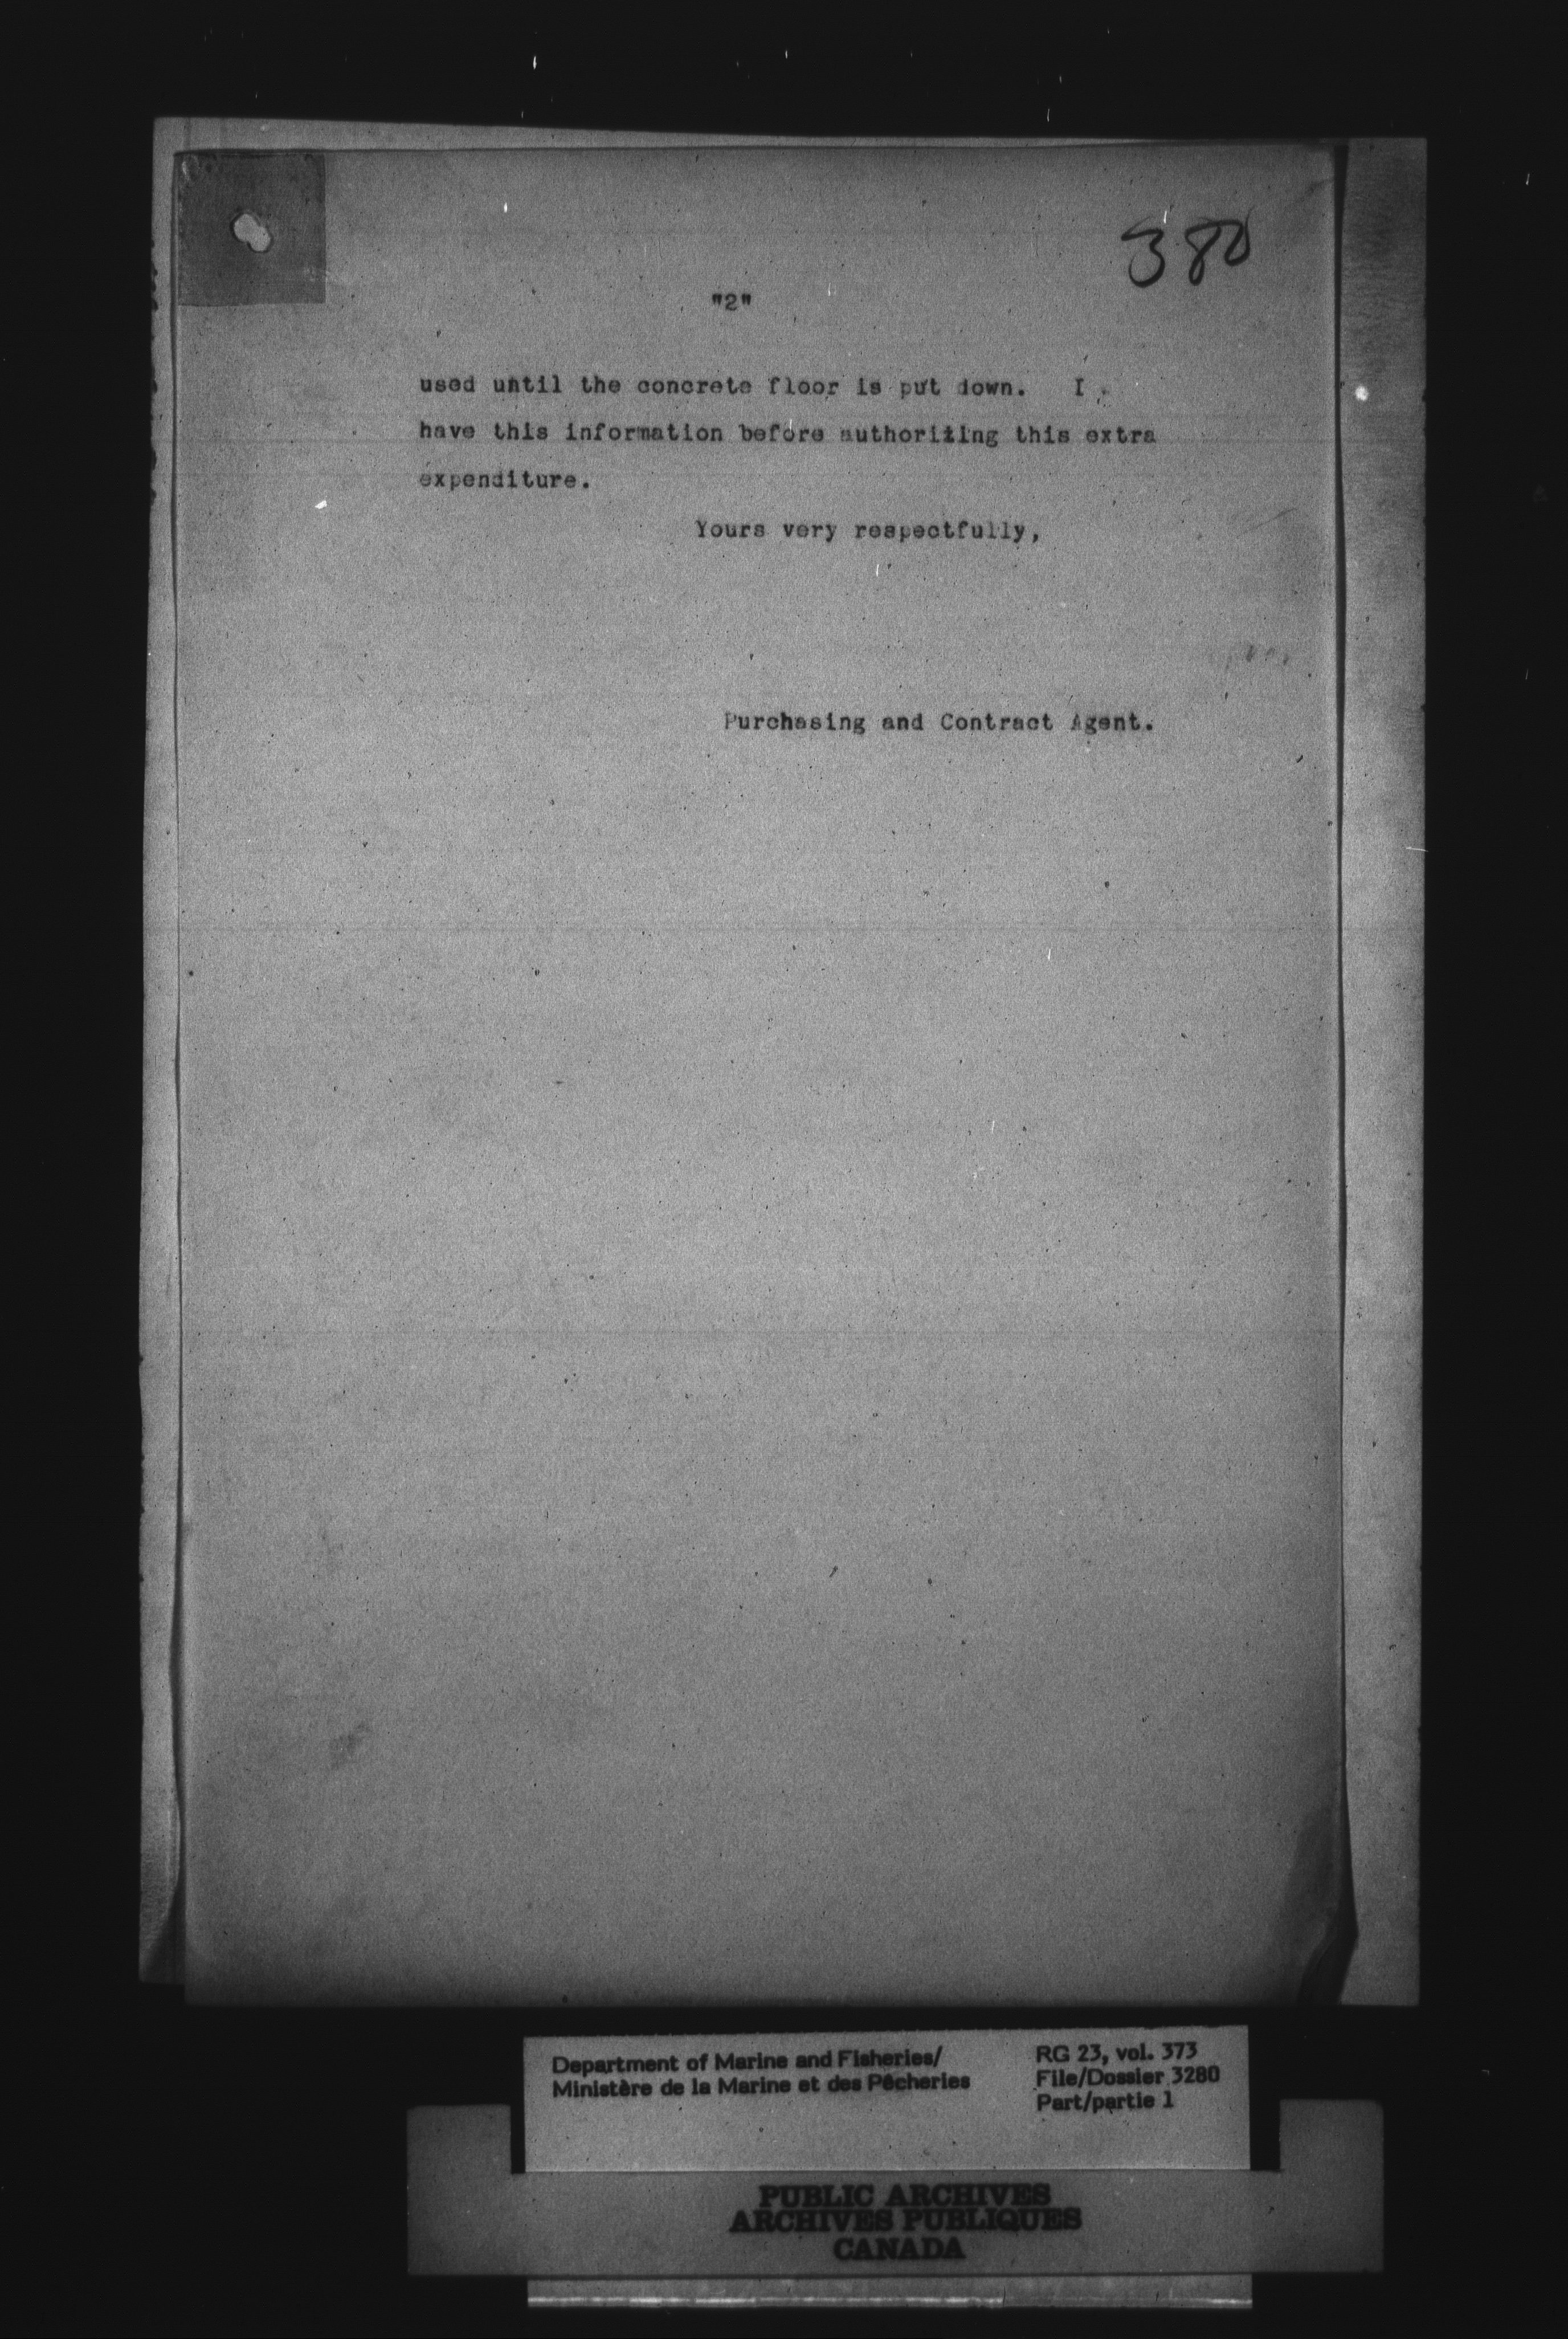 380
"2"
used until the concrete floor is put down. I
have this information before authorizing this extra
expenditure.
Yours very respectfully,
Purchasing and Contract Agent.
Department of Marine and Fisheries/
Ministère de la Marine et des Pêcheries
RG 23, vol. 373
File/Dossier 3280
Part/partie 1
PUBLIC ARCHIVES
ARCHIVES PUBLIQUES
CANADA